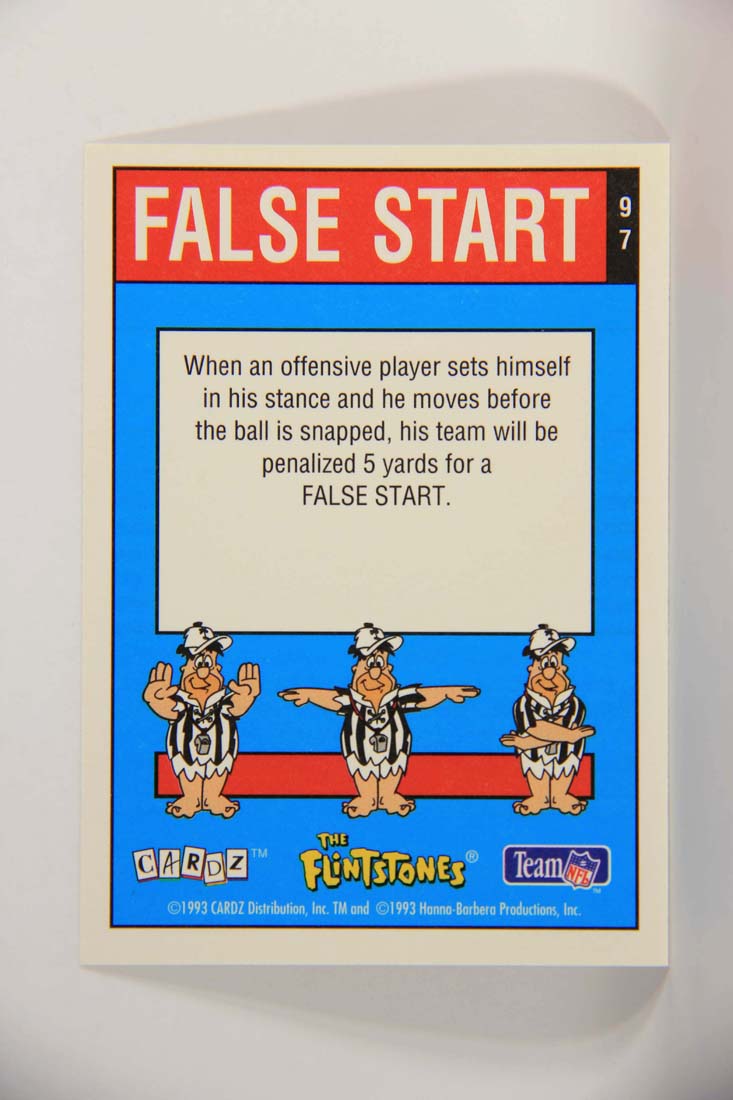 FALSE START
9
7
When an offensive player sets himself
in his stance and he moves before
the ball is snapped, his team will be
penalized 5 yards for a
FALSE START.
CARDZ™
THE
FLINTSTONES®
Team NFL™
©1993 CARDZ Distribution, Inc. TM and ©1993 Hanna-Barbera Productions, Inc.